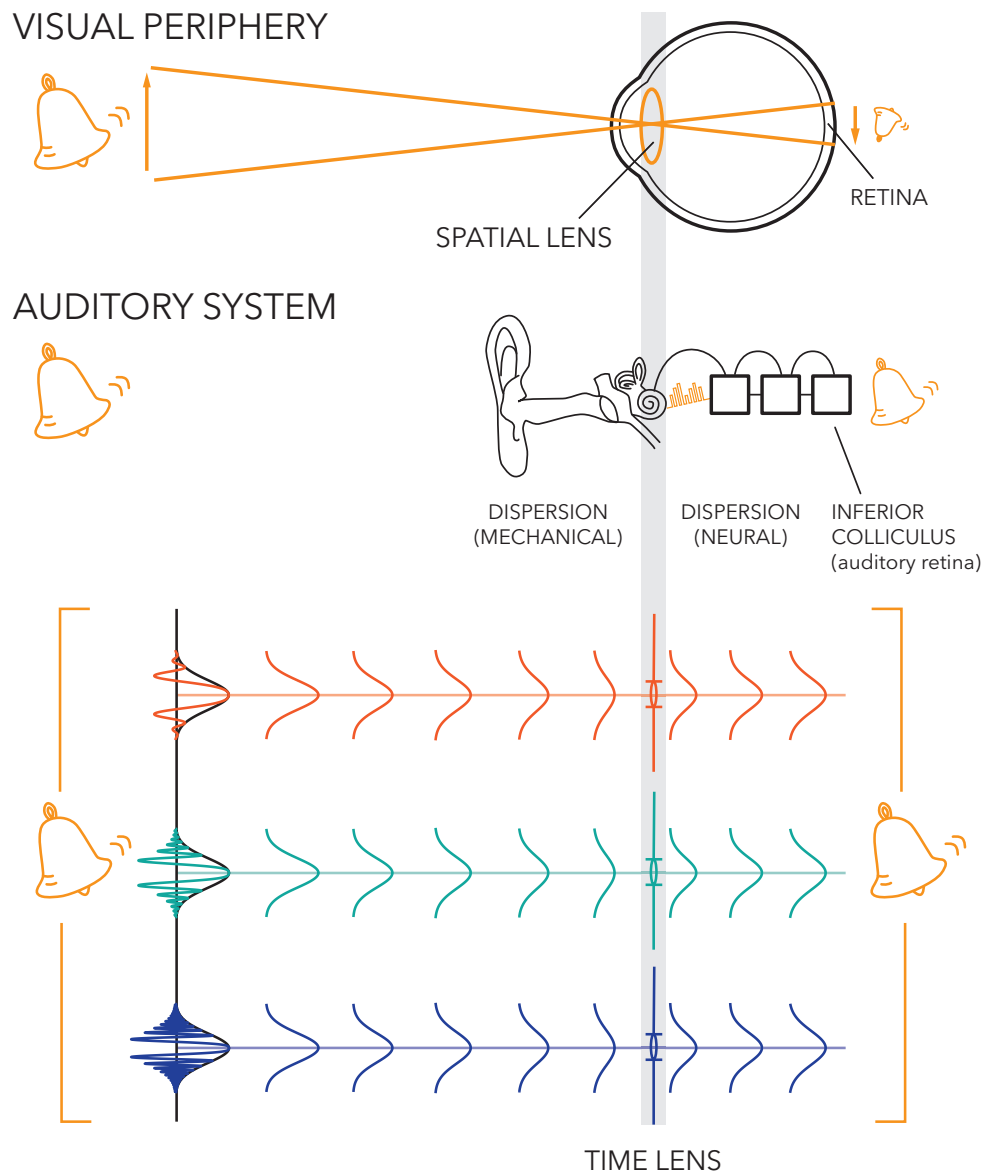 VISUAL PERIPHERY
RETINA
SPATIAL LENS
AUDITORY SYSTEM
DISPERSION
(MECHANICAL)
DISPERSION
(NEURAL)
INFERIOR
COLLICULUS
(auditory retina)
TIME LENS